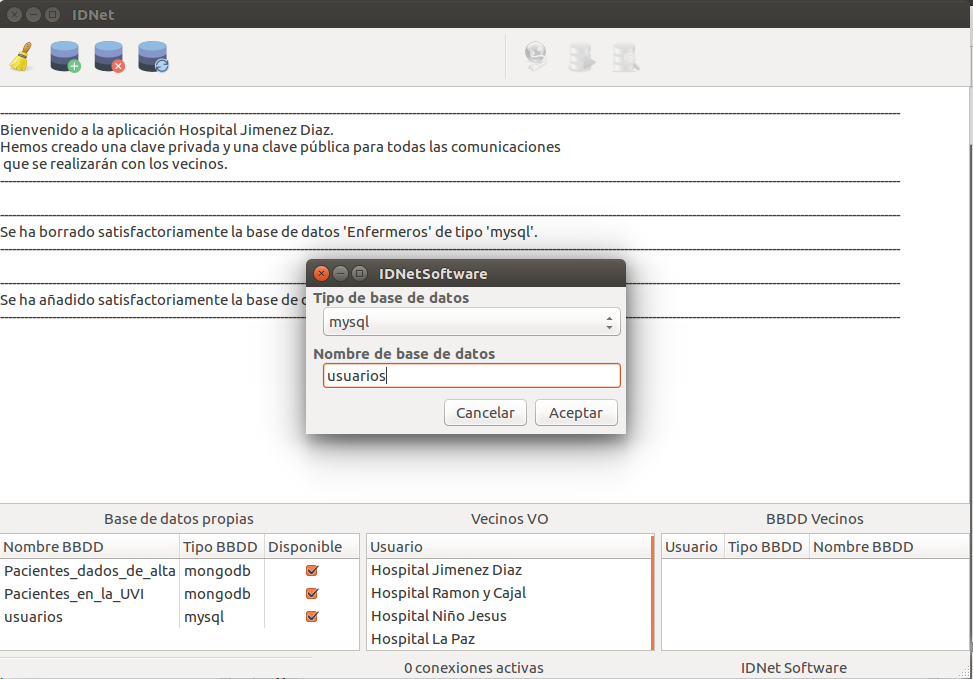 IDNet
Bienvenido a la aplicación Hospital Jimenez Diaz.
Hemos creado una clave privada y una clave pública para todas las comunicaciones
que se realizarán con los vecinos.
Se ha borrado satisfactoriamente la base de datos 'Enfermeros' de tipo 'mysql'.
Se ha añadido satisfactoriamente la base de
IDNetSoftware
Tipo de base de datos
mysql
Nombre de base de datos
usuarios
Cancelar Aceptar
Base de datos propias Vecinos VO BBDD Vecinos
Nombre BBDD Tipo BBDD Disponible Usuario Usuario Tipo BBDD Nombre BBDD
Pacientes_dados_de_alta mongodb Hospital Jimenez Diaz
Pacientes_en_la_UVI mongodb Hospital Ramon y Cajal
usuarios mysql Hospital Niño Jesus
Hospital La Paz
0 conexiones activas IDNet Software